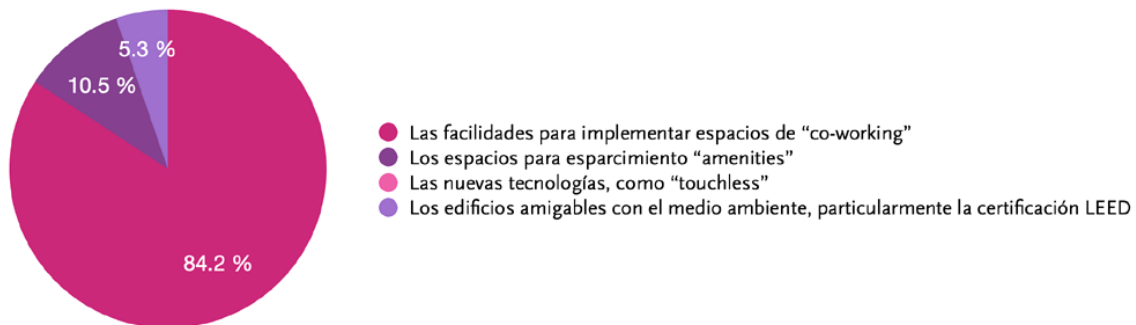 5.3 %
10.5 %
84.2 %
Las facilidades para implementar espacios de “co-working”
Los espacios para esparcimiento “amenities”
Las nuevas tecnologías, como “touchless”
Los edificios amigables con el medio ambiente, particularmente la certificación LEED